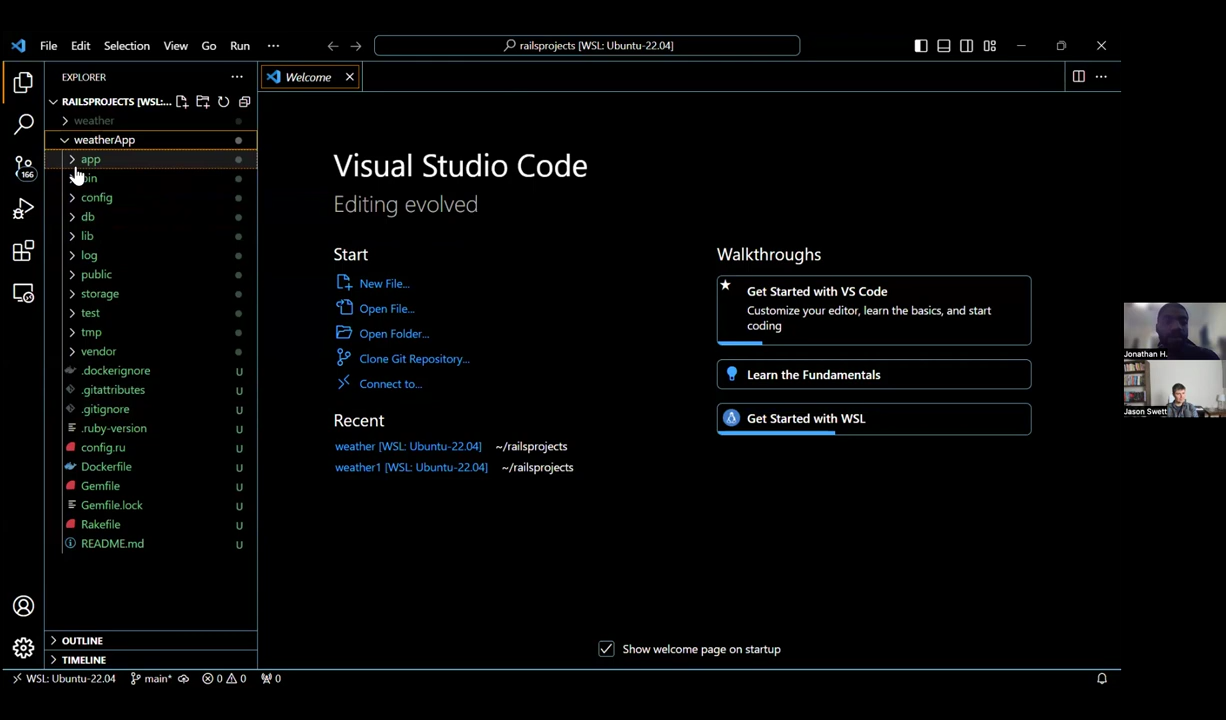 File Edit Selection View Go Run ···
railsprojects [WSL: Ubuntu-22.04]
EXPLORER
Welcome
RAILSPROJECTS [WSL:...
weather
weatherApp
app
bin
config
db
lib
log
public
storage
test
tmp
vendor
.dockerignore U
.gitattributes U
.gitignore U
.ruby-version U
config.ru U
Dockerfile U
Gemfile U
Gemfile.lock U
Rakefile U
README.md U
OUTLINE
TIMELINE
166
Visual Studio Code
Editing evolved
Start
New File...
Open File...
Open Folder...
Clone Git Repository...
Connect to...
Recent
weather [WSL: Ubuntu-22.04] ~/railsprojects
weather1 [WSL: Ubuntu-22.04] ~/railsprojects
Walkthroughs
Get Started with VS Code
Customize your editor, learn the basics, and start
coding
Learn the Fundamentals
Get Started with WSL
Show welcome page on startup
Jonathan H.
Jason Swett
WSL: Ubuntu-22.04 main* 0 0 0